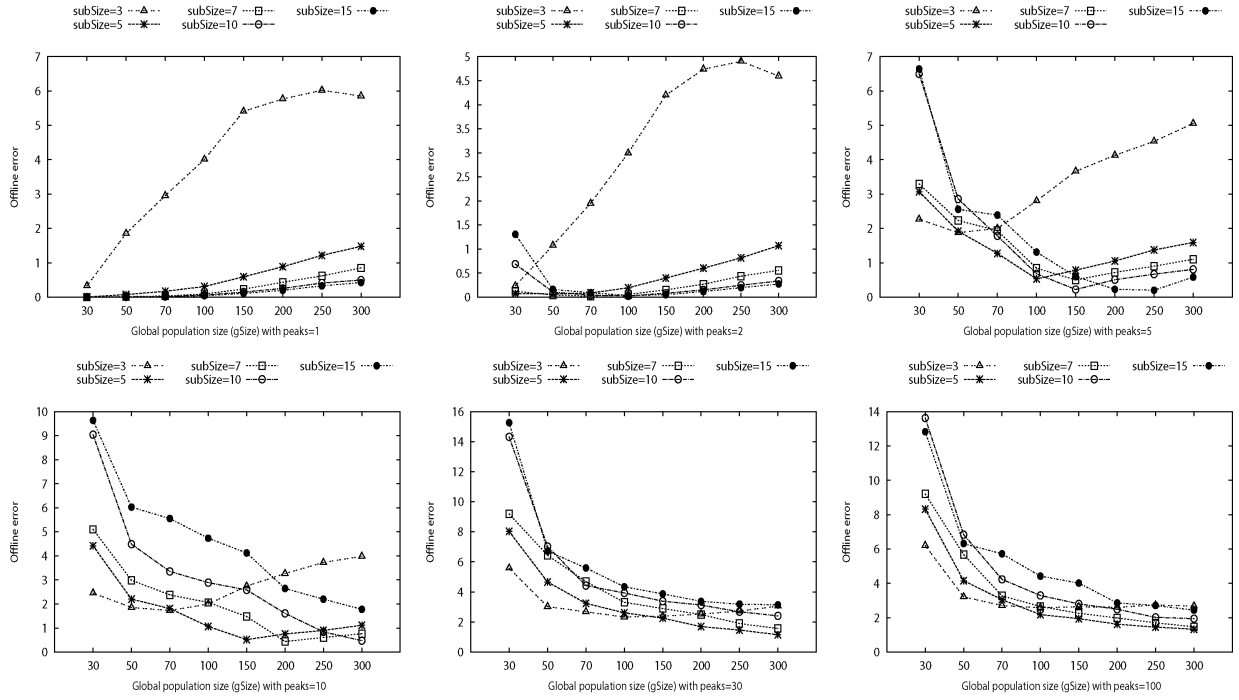 subSize=3 subSize=7 subSize=15
subSize=5 subSize=10
7
6
5
4
3
2
1
0
Offline error
30 50 70 100 150 200 250 300
Global population size (gSize) with peaks=1
subSize=3 subSize=7 subSize=15
subSize=5 subSize=10
5
4.5
4
3.5
3
2.5
2
1.5
1
0.5
0
Offline error
30 50 70 100 150 200 250 300
Global population size (gSize) with peaks=2
subSize=3 subSize=7 subSize=15
subSize=5 subSize=10
7
6
5
4
3
2
1
0
Offline error
30 50 70 100 150 200 250 300
Global population size (gSize) with peaks=5
subSize=3 subSize=7 subSize=15
subSize=5 subSize=10
10
9
8
7
6
5
4
3
2
1
0
Offline error
30 50 70 100 150 200 250 300
Global population size (gSize) with peaks=10
subSize=3 subSize=7 subSize=15
subSize=5 subSize=10
16
14
12
10
8
6
4
2
0
Offline error
30 50 70 100 150 200 250 300
Global population size (gSize) with peaks=30
subSize=3 subSize=7 subSize=15
subSize=5 subSize=10
14
12
10
8
6
4
2
0
Offline error
30 50 70 100 150 200 250 300
Global population size (gSize) with peaks=100